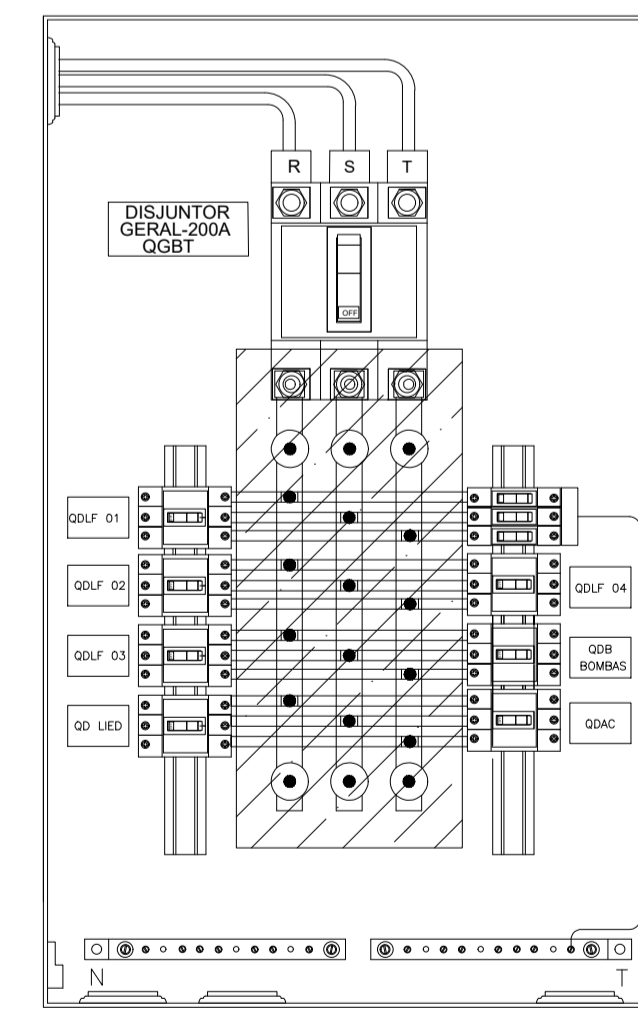 R S T
DISJUNTOR
GERAL-200A
QGBT
OFF
QDLF 01
QDLF 02
QDLF 04
QDLF 03
QDB
BOMBAS
QD LIED
QDAC
N
T